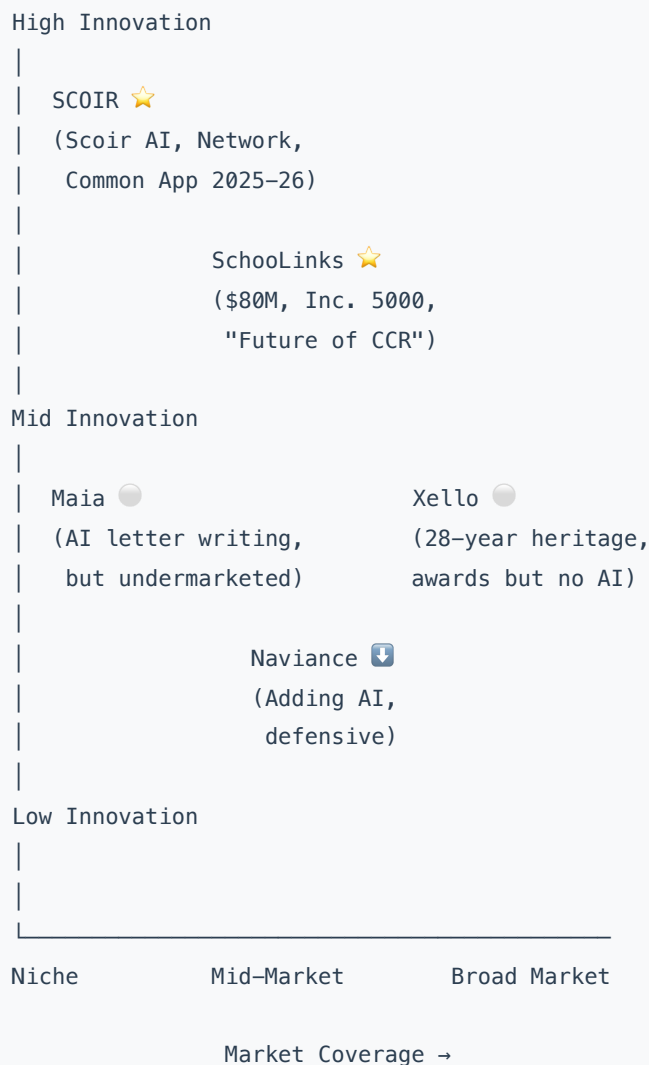 High Innovation
SCOIR ⭐
(Scoir AI, Network,
Common App 2025–26)
SchooLinks ⭐
($80M, Inc. 5000,
"Future of CCR")
Mid Innovation
Maia ⚪ Xello ⚪
(AI letter writing, (28–year heritage,
but undermarketed) awards but no AI)
Naviance ⬇️
(Adding AI,
defensive)
Low Innovation
Niche Mid–Market Broad Market
Market Coverage →